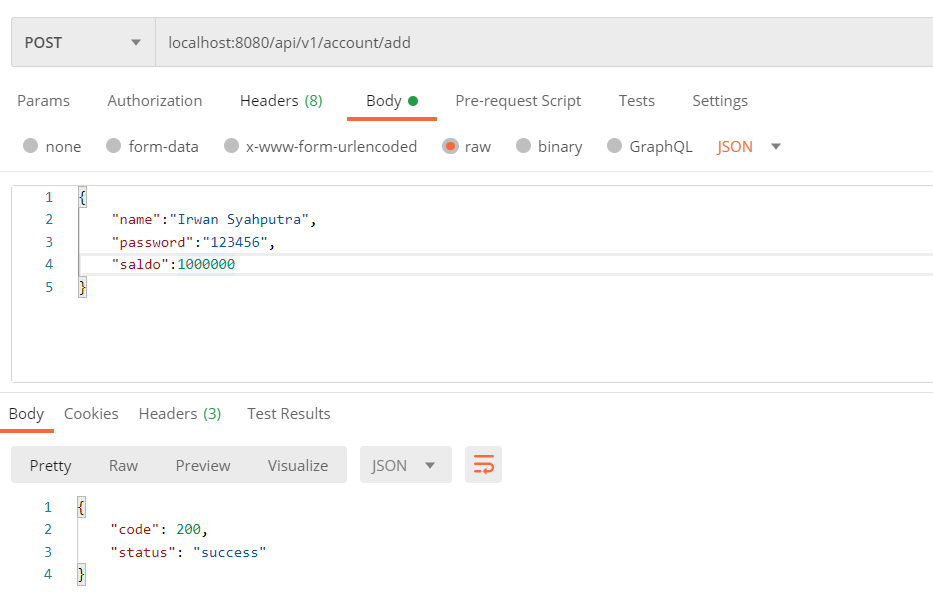 POST localhost:8080/api/v1/account/add
Params Authorization Headers (8) Body Pre-request Script Tests Settings
none form-data x-www-form-urlencoded raw binary GraphQL JSON
1 {
2 "name":"Irwan Syahputra",
3 "password":"123456",
4 "saldo":1000000
5 }
Body Cookies Headers (3) Test Results
Pretty Raw Preview Visualize JSON
1 {
2 "code": 200,
3 "status": "success"
4 }